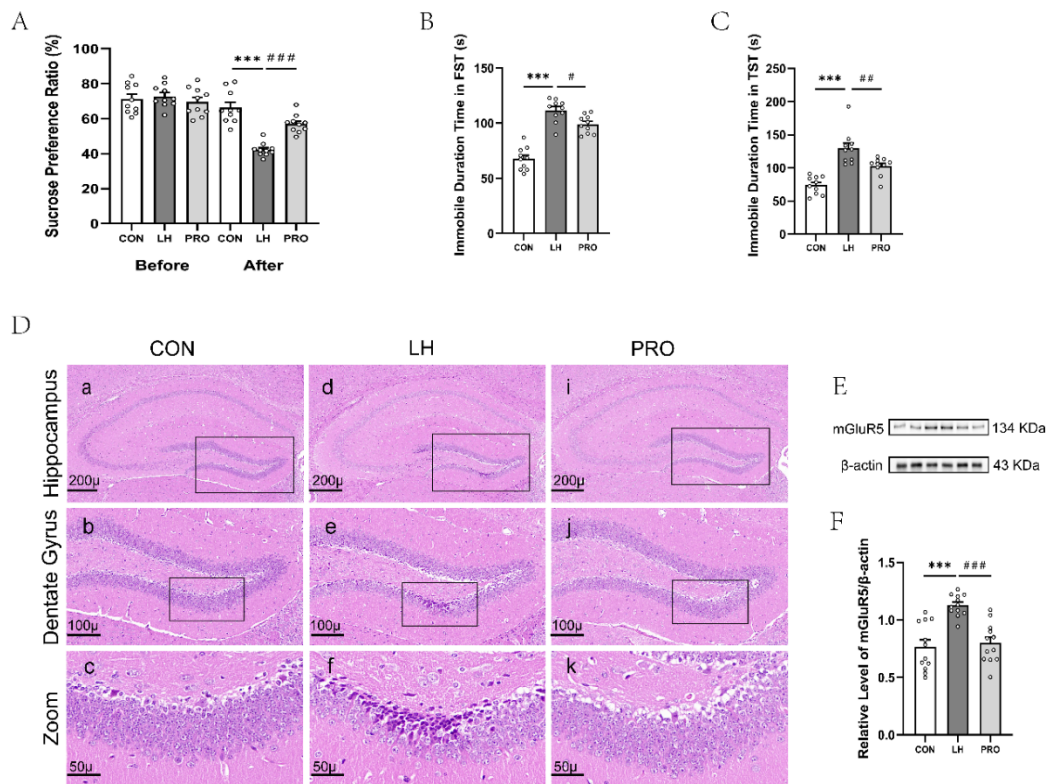 A
Sucrose Preference Ratio (%)
100
80
60
40
20
0
*** ###
CON LH PRO CON LH PRO
Before After
B
Immobile Duration Time in FST (s)
150
100
50
0
*** #
CON LH PRO
C
Immobile Duration Time in TST (s)
250
200
150
100
50
0
*** ##
CON LH PRO
D
CON LH PRO
Hippocampus
a d i
200μ 200μ 200μ
Dentate Gyrus
b e j
100μ 100μ 100μ
Zoom
c f k
50μ 50μ 50μ
E
mGluR5 134 KDa
β-actin 43 KDa
F
Relative Level of mGluR5/β-actin
1.5
1.0
0.5
0.0
*** ###
CON LH PRO